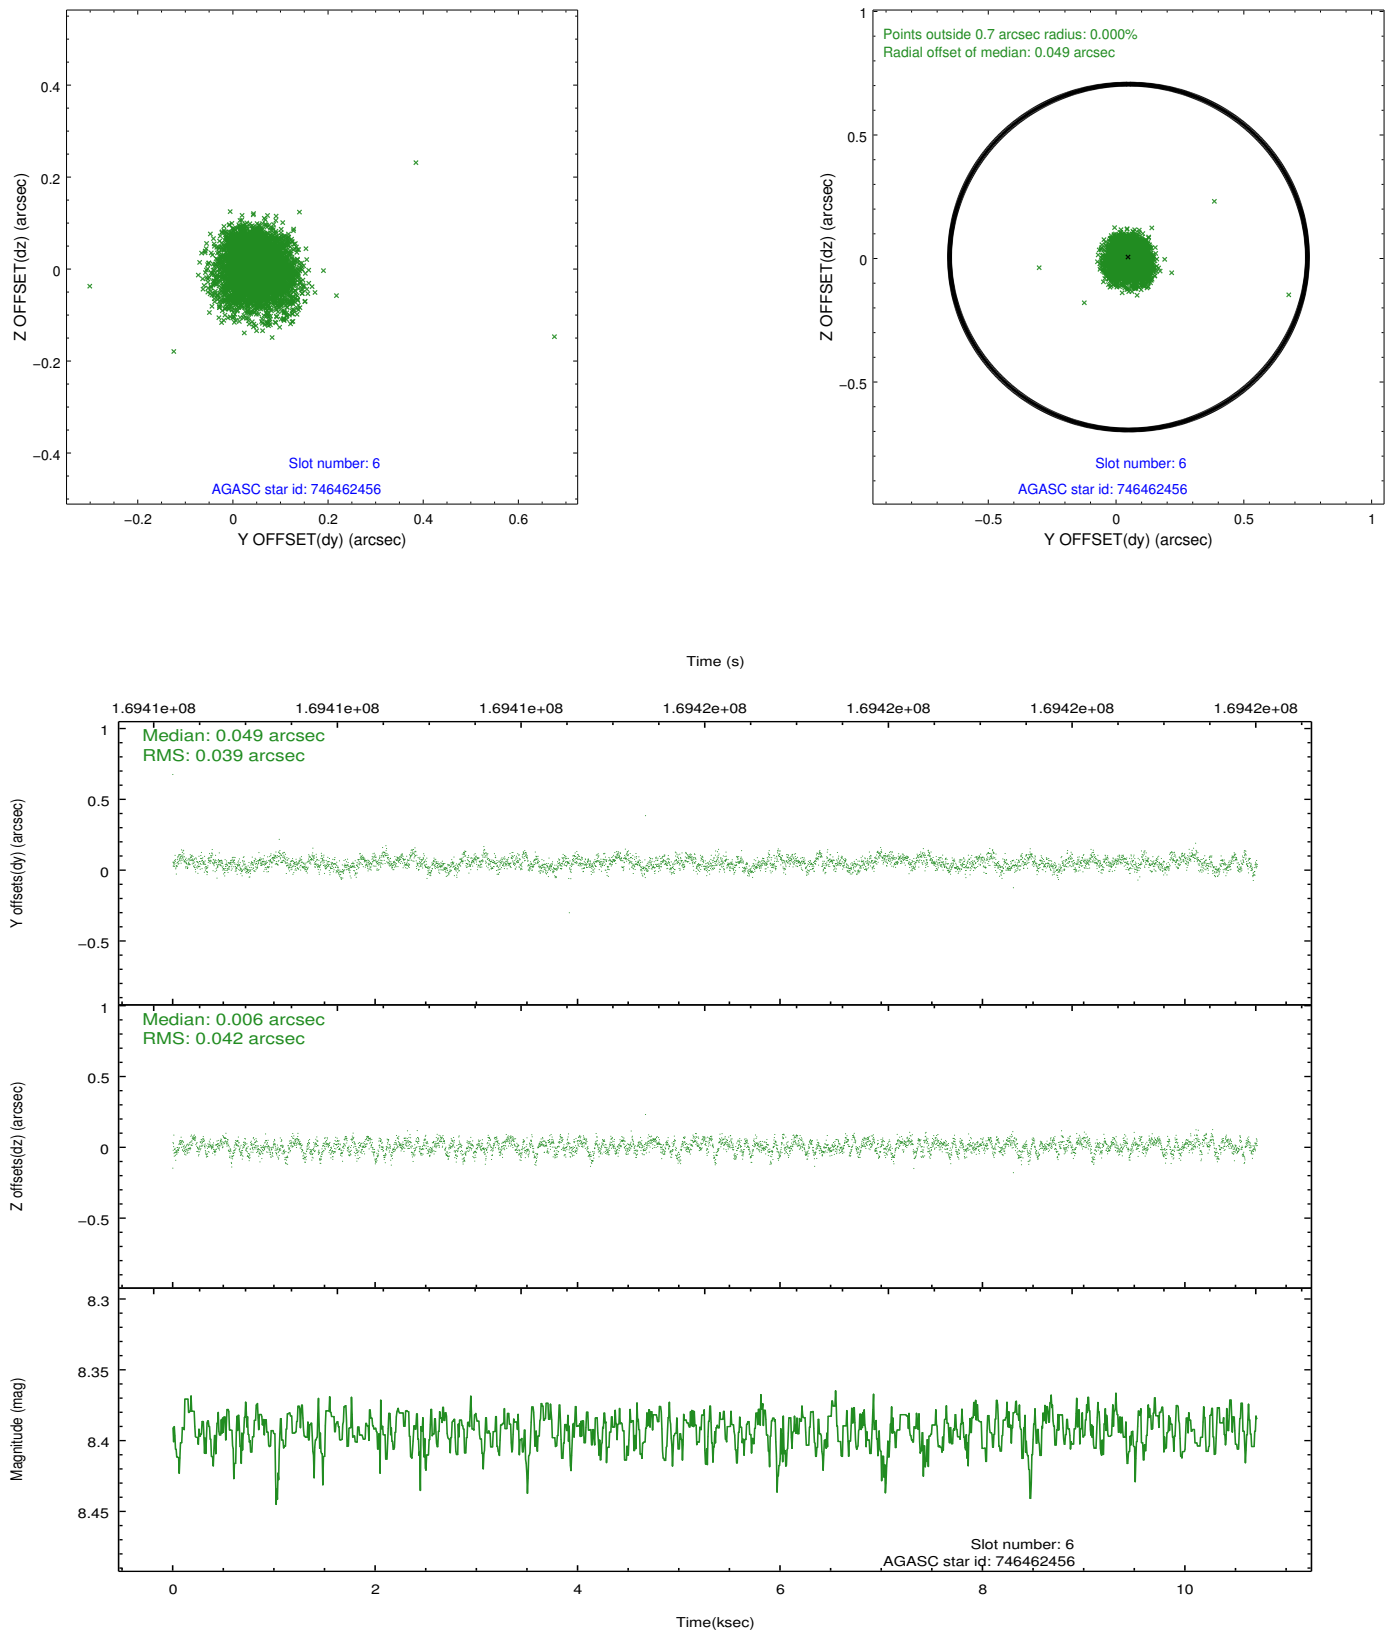 0.4
0.2
0
−0.2
−0.4
Z OFFSET(dz) (arcsec)
Slot number: 6
AGASC star id: 746462456
−0.2 0 0.2 0.4 0.6
Y OFFSET(dy) (arcsec)
1
0.5
0
−0.5
Z OFFSET(dz) (arcsec)
Points outside 0.7 arcsec radius: 0.000%
Radial offset of median: 0.049 arcsec
Slot number: 6
AGASC star id: 746462456
−0.5 0 0.5 1
Y OFFSET(dy) (arcsec)
Time (s)
1.6941e+08 1.6941e+08 1.6941e+08 1.6942e+08 1.6942e+08 1.6942e+08 1.6942e+08
Median: 0.049 arcsec
RMS: 0.039 arcsec
1
0.5
0
−0.5
Y offsets(dy) (arcsec)
Median: 0.006 arcsec
RMS: 0.042 arcsec
1
0.5
0
−0.5
Z offsets(dz) (arcsec)
8.3
8.35
8.4
8.45
Magnitude (mag)
Slot number: 6
AGASC star id: 746462456
0 2 4 6 8 10
Time(ksec)